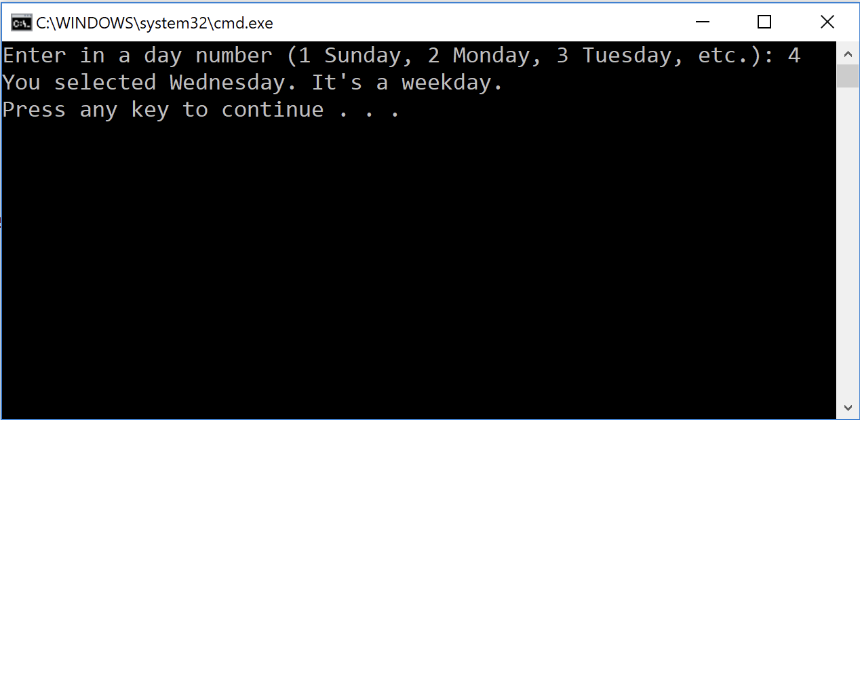 C:\WINDOWS\system32\cmd.exe
Enter in a day number (1 Sunday, 2 Monday, 3 Tuesday, etc.): 4
You selected Wednesday. It's a weekday.
Press any key to continue . . .